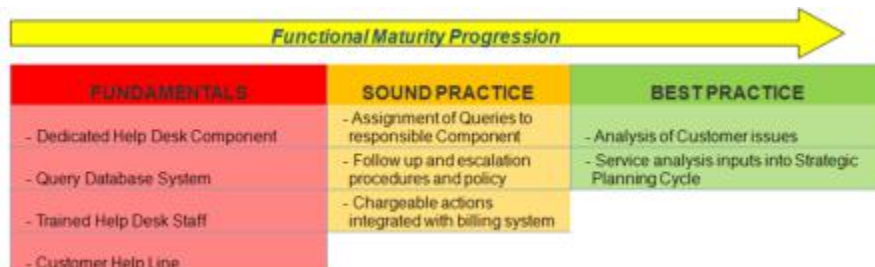 Functional Maturity Progression
FUNDAMENTALS
SOUND PRACTICE
BEST PRACTICE
- Dedicated Help Desk Component
- Assignment of Queries to
responsible Component
- Analysis of Customer issues
- Query Database System
- Follow up and escalation
procedures and policy
- Service analysis inputs into Strategic
Planning Cycle
- Trained Help Desk Staff
- Chargeable actions
integrated with billing system
- Customer Help Line